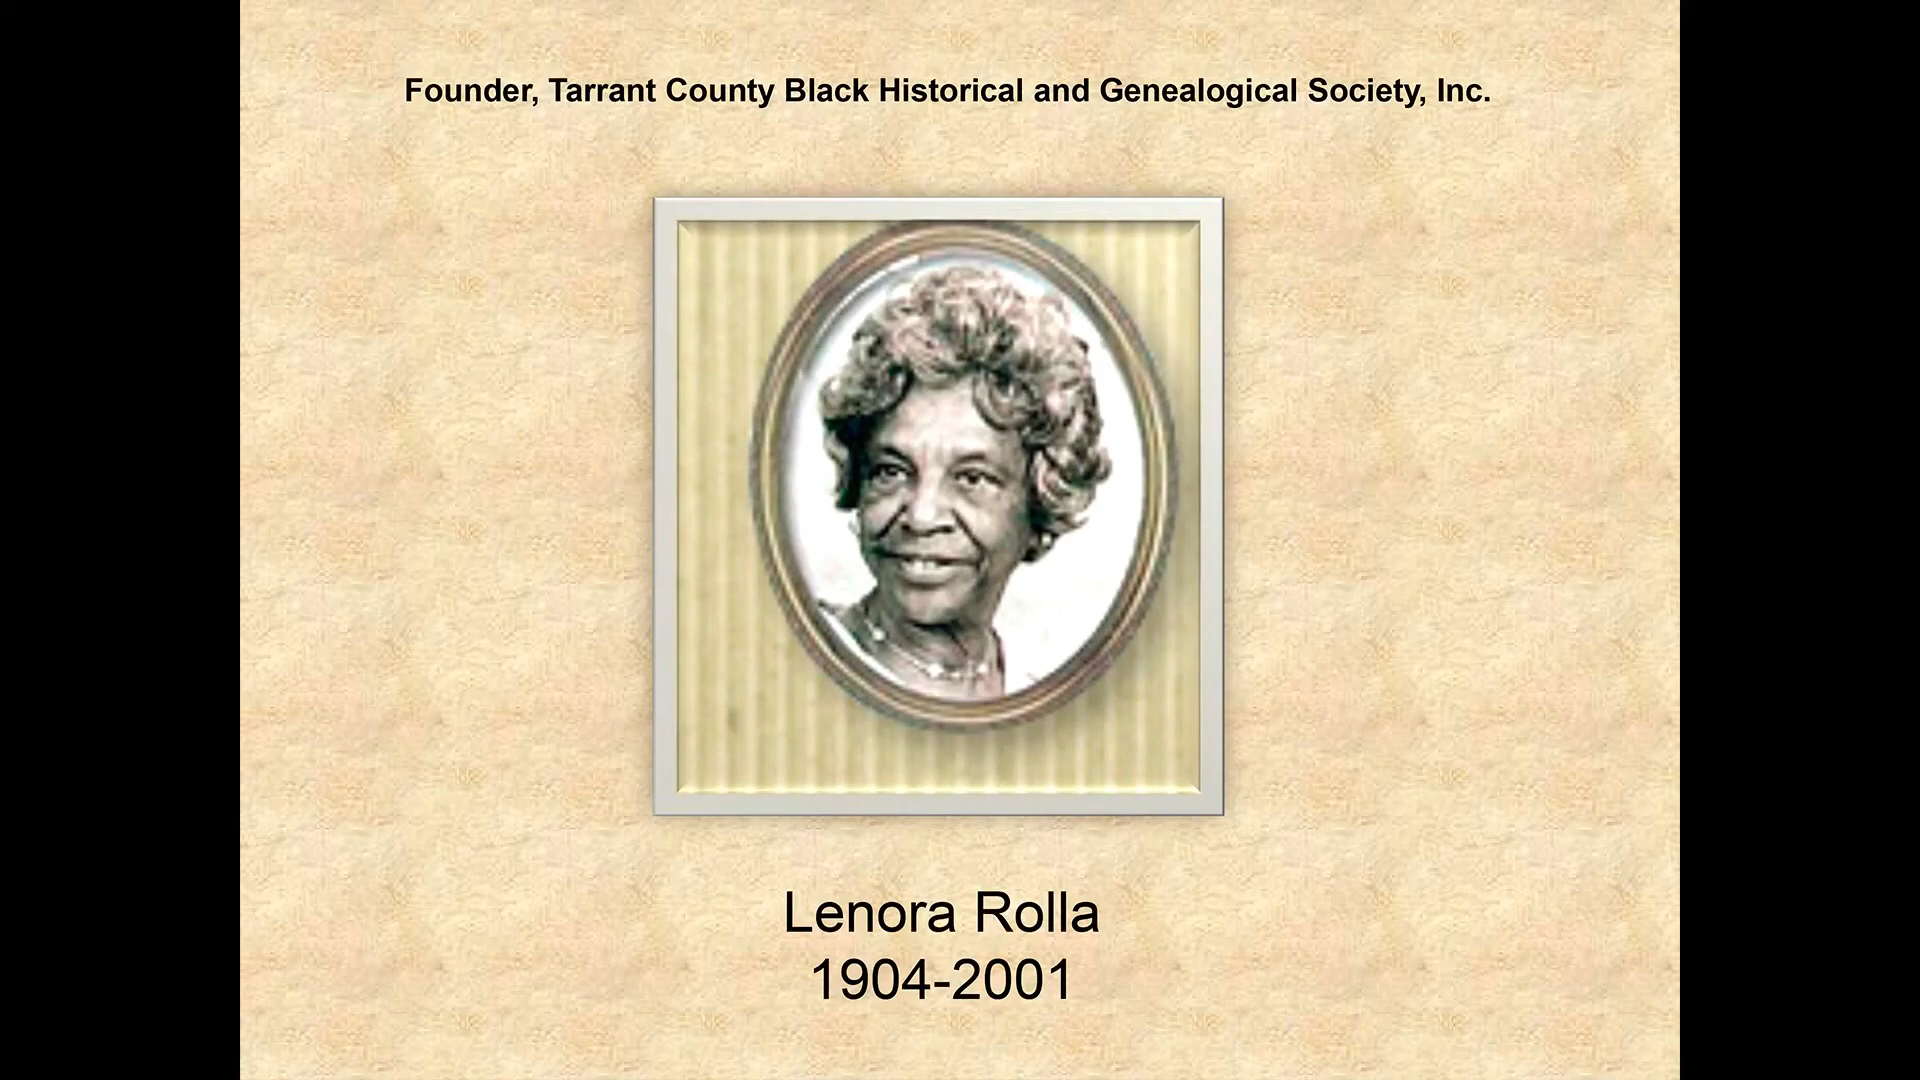 Founder, Tarrant County Black Historical and Genealogical Society, Inc.
Lenora Rolla
1904-2001